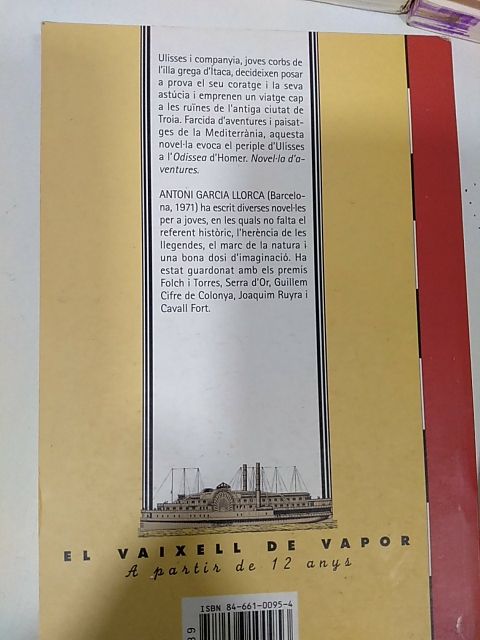 Ulisses i companyia, joves corbs de
l'illa grega d'Ítaca, decideixen posar
a prova el seu coratge i la seva
astúcia i emprenen un viatge cap
a les ruïnes de l'antiga ciutat de
Troia. Farcida d'aventures i paisat-
ges de la Mediterrània, aquesta
novel·la evoca el periple d'Ulisses
a l'Odissea d'Homer. Novel·la d'a-
ventures.
ANTONI GARCIA LLORCA (Barcelo-
na, 1971) ha escrit diverses novel·les
per a joves, en les quals no falta el
referent històric, l'herència de les
llegendes, el marc de la natura i
una bona dosi d'imaginació. Ha
estat guardonat amb els premis
Folch i Torres, Serra d'Or, Guillem
Cifre de Colonya, Joaquim Ruyra i
Cavall Fort.
EL VAIXELL DE VAPOR
A partir de 12 anys
ISBN 84-661-0095-4